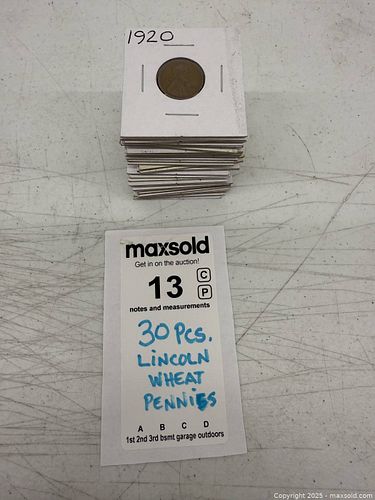 1920
maxsold
Get in on the auction!
13 C
P
notes and measurements
30 Pcs.
LINCOLN
WHEAT
PENNIES
A B C D
1st 2nd 3rd bsmt garage outdoors
Copyright 2025 - maxsold.com